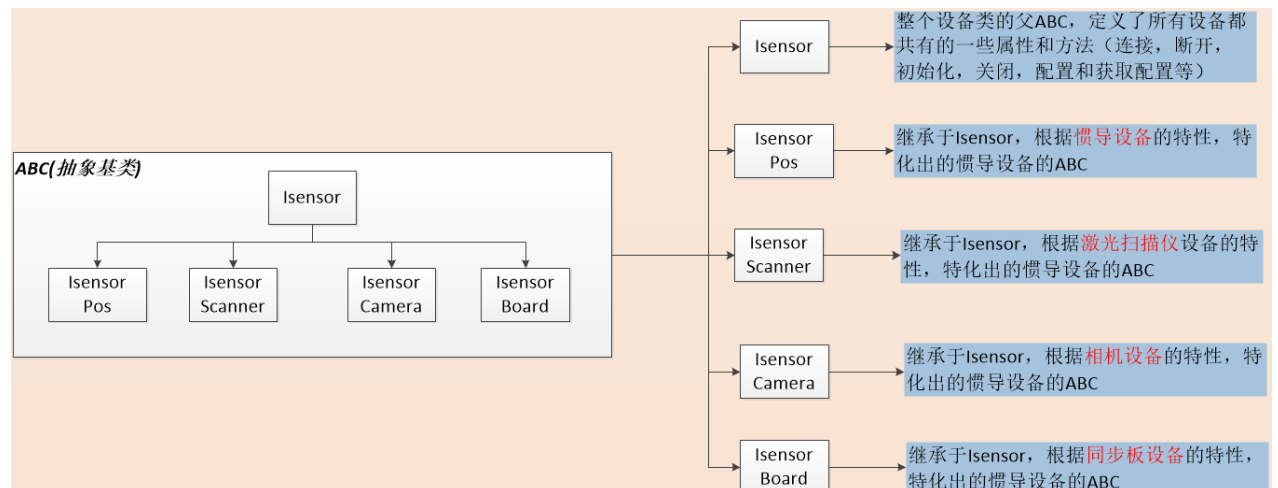 ABC(抽象基类)
Isensor
Isensor
Pos
Isensor
Scanner
Isensor
Camera
Isensor
Board
Isensor
整个设备类的父ABC，定义了所有设备都
共有的一些属性和方法（连接，断开，
初始化，关闭，配置和获取配置等）
Isensor
Pos
继承于Isensor，根据惯导设备的特性，特
化出的惯导设备的ABC
Isensor
Scanner
继承于Isensor，根据激光扫描仪设备的特
性，特化出的惯导设备的ABC
Isensor
Camera
继承于Isensor，根据相机设备的特性，特
化出的惯导设备的ABC
Isensor
Board
继承于Isensor，根据同步板设备的特性，
特化出的惯导设备的ABC